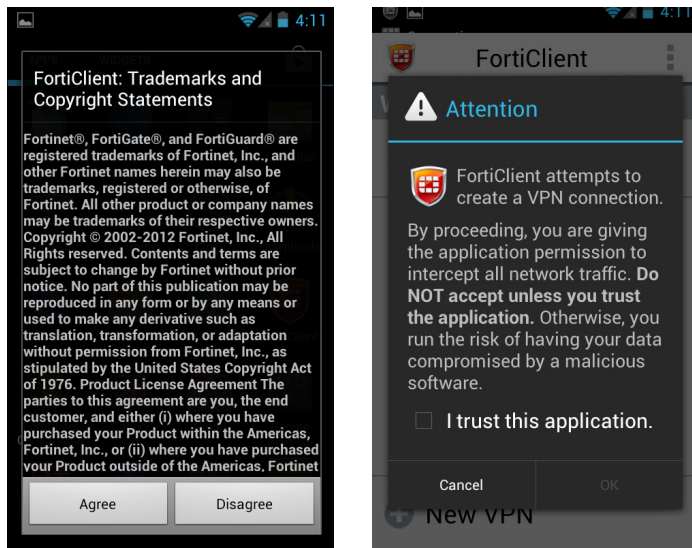 4:11
APPS WIDGETS
FortiClient: Trademarks and
Copyright Statements
Fortinet®, FortiGate®, and FortiGuard® are
registered trademarks of Fortinet, Inc., and
other Fortinet names herein may also be
trademarks, registered or otherwise, of
Fortinet. All other product or company names
may be trademarks of their respective owners.
Copyright © 2002-2012 Fortinet, Inc., All
Rights reserved. Contents and terms are
subject to change by Fortinet without prior
notice. No part of this publication may be
reproduced in any form or by any means or
used to make any derivative such as
translation, transformation, or adaptation
without permission from Fortinet, Inc., as
stipulated by the United States Copyright Act
of 1976. Product License Agreement The
parties to this agreement are you, the end
customer, and either (i) where you have
purchased your Product within the Americas,
Fortinet, Inc., or (ii) where you have purchased
your Product outside of the Americas, Fortinet
Agree Disagree
4:11
FortiClient
Attention
FortiClient attempts to
create a VPN connection.
By proceeding, you are giving
the application permission to
intercept all network traffic. Do
NOT accept unless you trust
the application. Otherwise, you
run the risk of having your data
compromised by a malicious
software.
I trust this application.
Cancel OK
New VPN